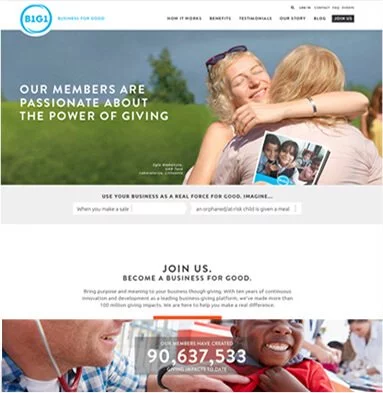 LOG IN CONTACT FAQ EVENTS
B1G1 BUSINESS FOR GOOD
HOW IT WORKS BENEFITS TESTIMONIALS OUR STORY BLOG JOIN US
OUR MEMBERS ARE
PASSIONATE ABOUT
THE POWER OF GIVING
USE YOUR BUSINESS AS A REAL FORCE FOR GOOD. IMAGINE...
When you make a sale an orphaned/at-risk child is given a meal
JOIN US.
BECOME A BUSINESS FOR GOOD.
Bring purpose and meaning to your business though giving. With ten years of continuous
innovation and development as a leading business giving platform, we've made more than
100 million giving impacts. We are here to help you make a real difference.
OUR MEMBERS HAVE CREATED
90,637,533
GIVING IMPACTS TO DATE